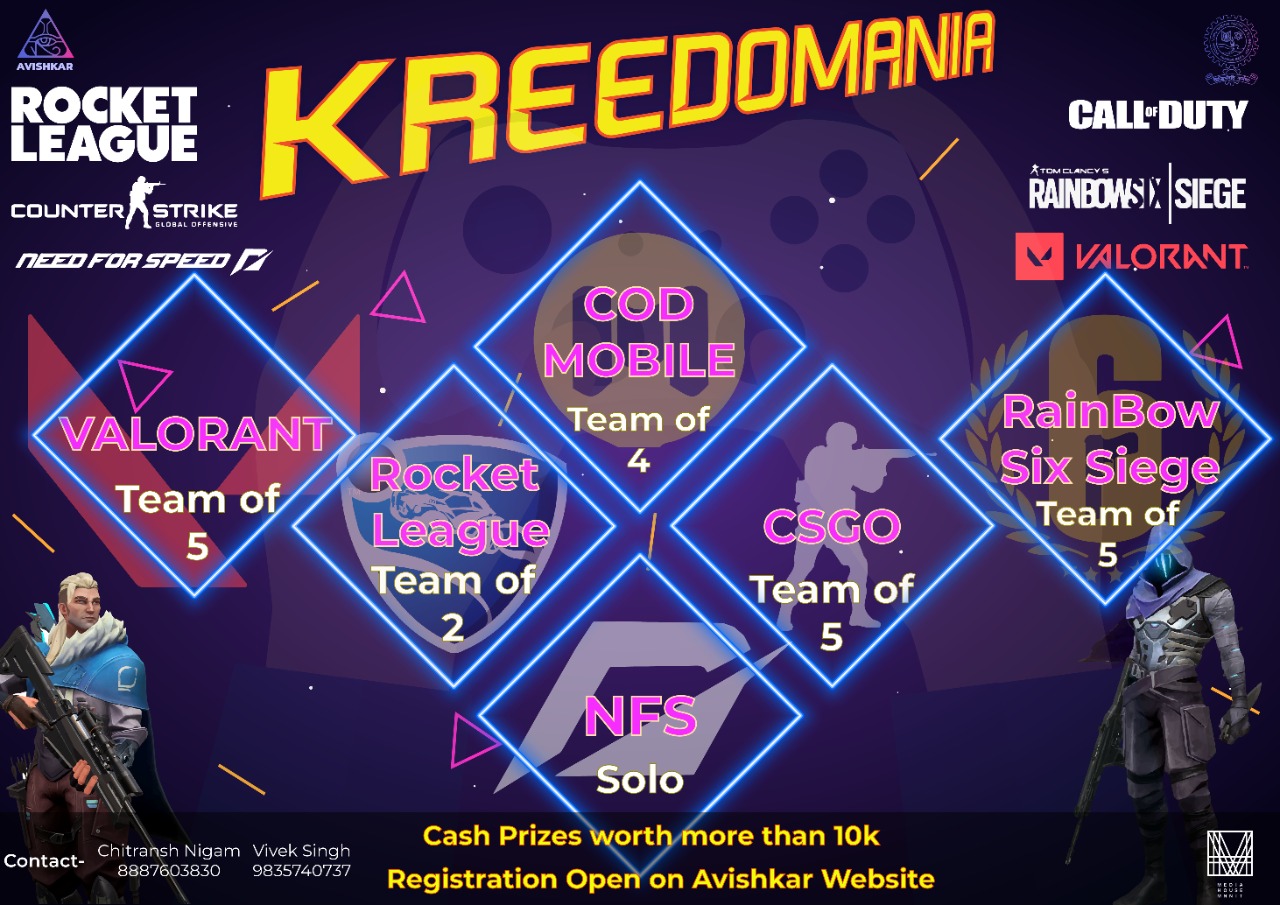 AVISHKAR
KREEDOMANIA
ROCKET
LEAGUE
COUNTER STRIKE
GLOBAL OFFENSIVE
NEED FOR SPEED
CALL OF DUTY
TOM CLANCY'S
RAINBOW SIX | SIEGE
VALORANT
COD
MOBILE
Team of
4
VALORANT
Team of
5
Rocket
League
Team of
2
CSGO
Team of
5
RainBow
Six Siege
Team of
5
NFS
Solo
Cash Prizes worth more than 10k
Registration Open on Avishkar Website
Contact-
Chitransh Nigam
8887603830
Vivek Singh
9835740737
MEDIA
HOUSE
MNNIT